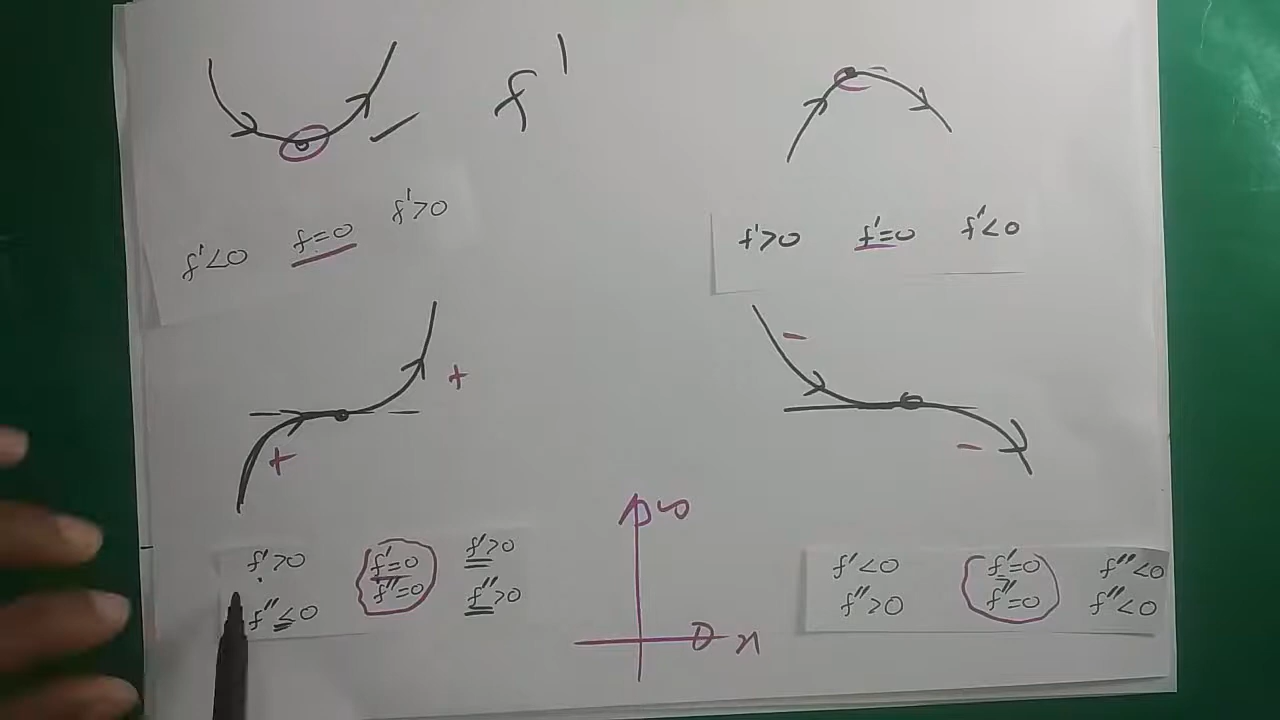 f'
f'<0 f=0 f'>0
f'>0 f'=0 f'<0
+
+
-
-
f'>0 f'=0 f'>0
f''<0 f''=0 f''>0
f'<0 f'=0 f''<0
f''>0 f''=0 f''<0
x